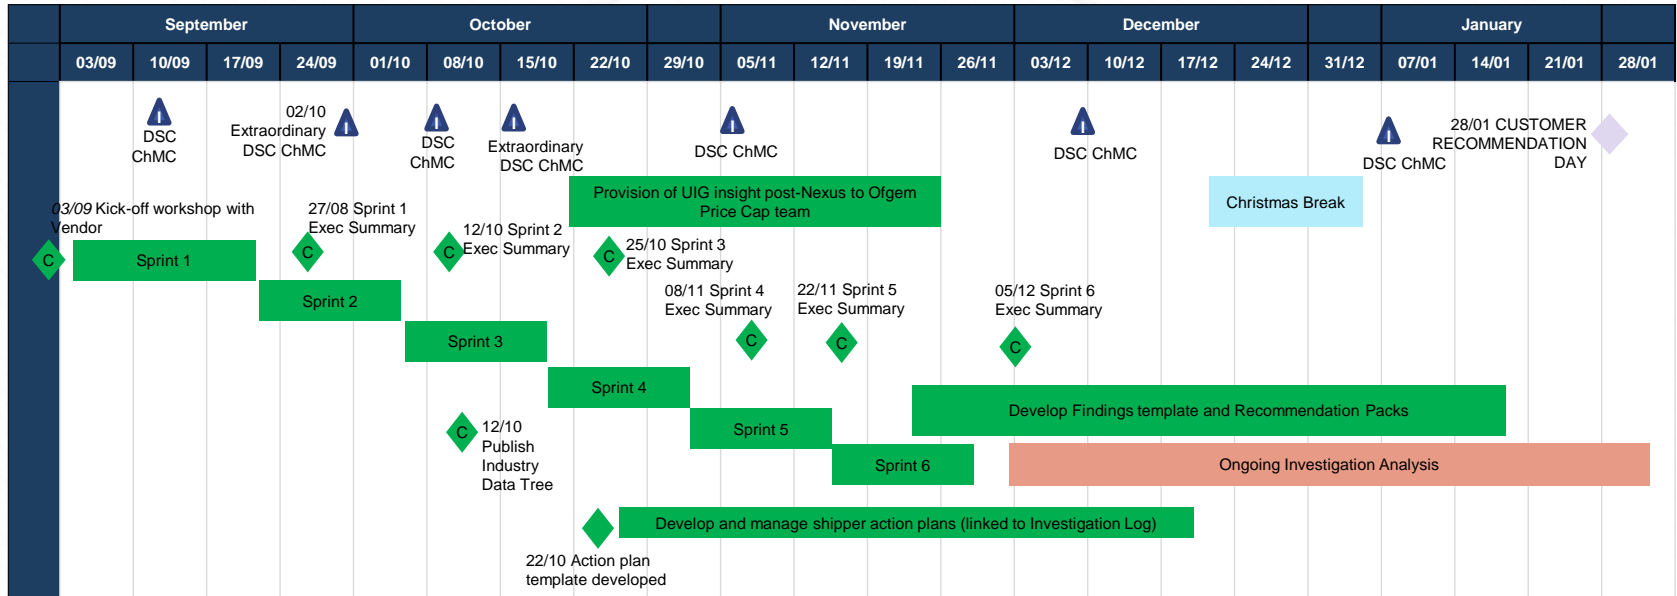 September October November December January
03/09 10/09 17/09 24/09 01/10 08/10 15/10 22/10 29/10 05/11 12/11 19/11 26/11 03/12 10/12 17/12 24/12 31/12 07/01 14/01 21/01 28/01
DSC
ChMC
02/10
Extraordinary
DSC ChMC
DSC
ChMC
Extraordinary
DSC ChMC
DSC ChMC
DSC ChMC
DSC ChMC
28/01 CUSTOMER
RECOMMENDATION
DAY
Provision of UIG insight post-Nexus to Ofgem
Price Cap team
Christmas Break
03/09 Kick-off workshop with
Vendor
27/08 Sprint 1
Exec Summary
12/10 Sprint 2
Exec Summary
25/10 Sprint 3
Exec Summary
C
Sprint 1
C
C
C
Sprint 2
08/11 Sprint 4
Exec Summary
22/11 Sprint 5
Exec Summary
05/12 Sprint 6
Exec Summary
Sprint 3
C
C
C
Sprint 4
Develop Findings template and Recommendation Packs
C
12/10
Publish
Industry
Data Tree
Sprint 5
Sprint 6
Ongoing Investigation Analysis
Develop and manage shipper action plans (linked to Investigation Log)
22/10 Action plan
template developed